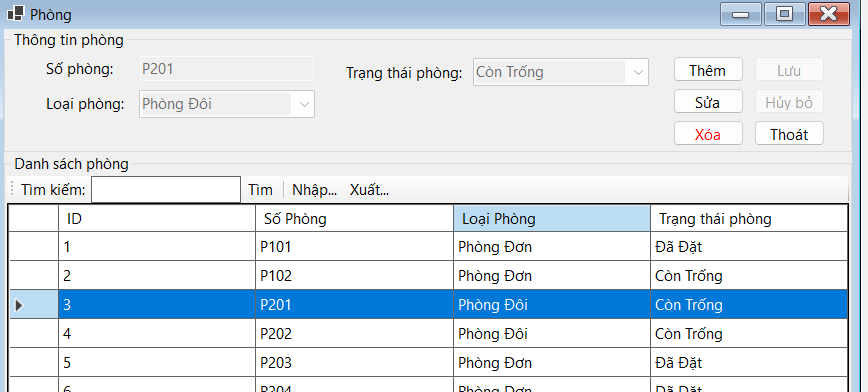 Phòng
Thông tin phòng
Số phòng: P201 Trạng thái phòng: Còn Trống Thêm Lưu
Loại phòng: Phòng Đôi Sửa Hủy bỏ
Xóa Thoát
Danh sách phòng
Tìm kiếm: Tìm Nhập... Xuất...
ID Số Phòng Loại Phòng Trạng thái phòng
1 P101 Phòng Đơn Đã Đặt
2 P102 Phòng Đơn Còn Trống
3 P201 Phòng Đôi Còn Trống
4 P202 Phòng Đôi Còn Trống
5 P203 Phòng Đơn Đã Đặt
6 P204 Phòng Đơn Đã Đặt